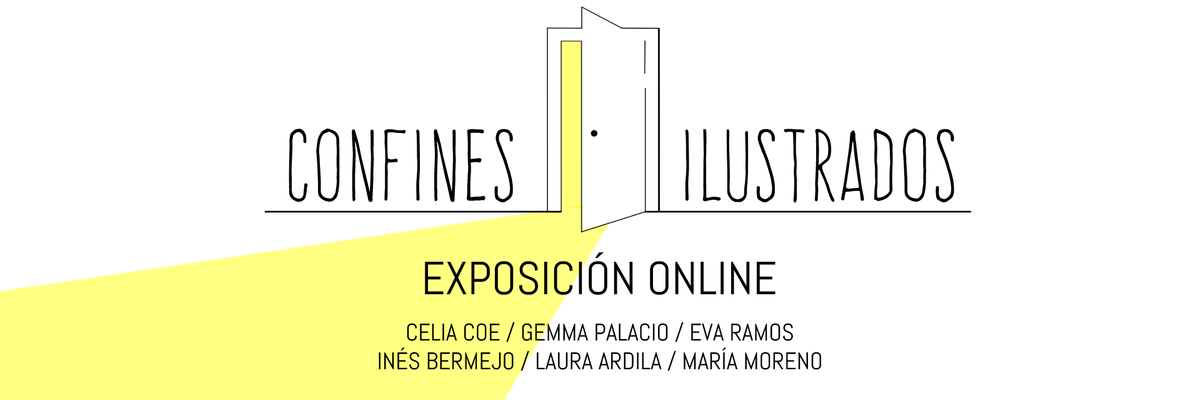 CONFINES ILUSTRADOS
EXPOSICIÓN ONLINE
CELIA COE / GEMMA PALACIO / EVA RAMOS
INÉS BERMEJO / LAURA ARDILA / MARÍA MORENO